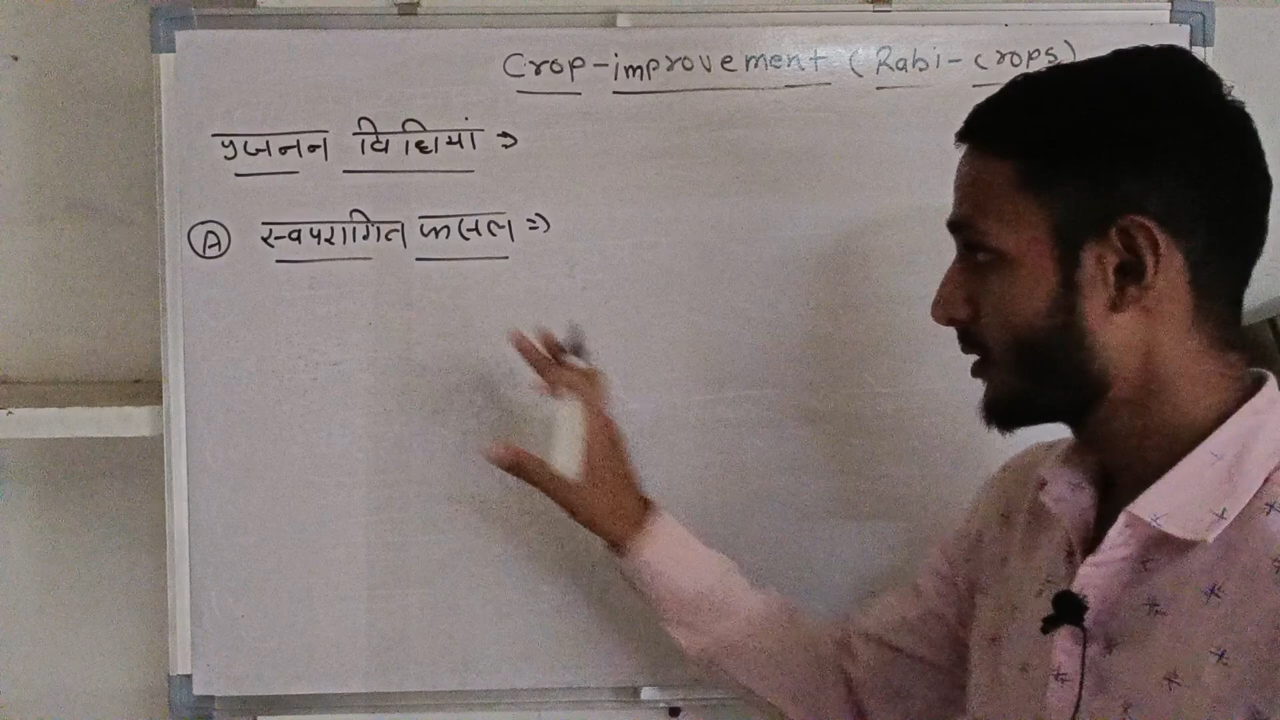 Crop-improvement (Rabi-crops)
प्रजनन विधियां ⇒
Ⓐ स्वपरागित फसल ⇒